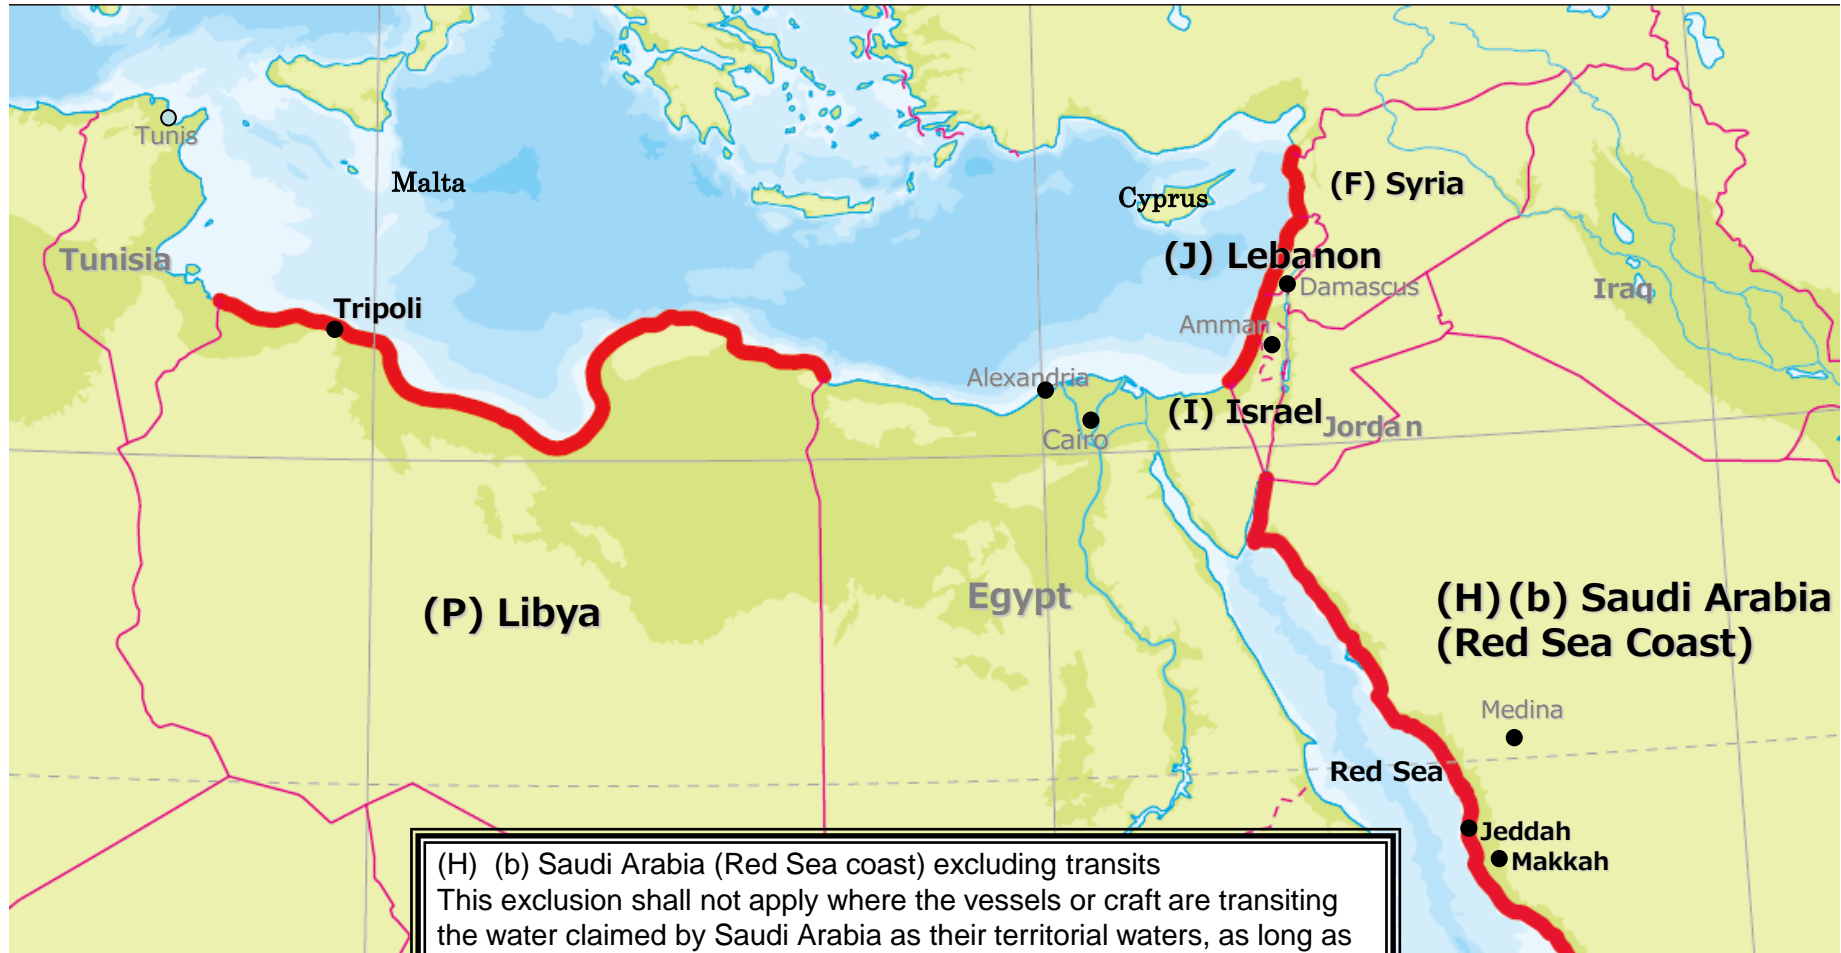 Tunis
Malta
Cyprus
(F) Syria
Tunisia
(J) Lebanon
Damascus
Iraq
Tripoli
Amman
Alexandria
(I) Israel
Jordan
Cairo
(P) Libya
Egypt
(H) (b) Saudi Arabia
(Red Sea Coast)
Medina
Red Sea
Jeddah
Makkah
(H) (b) Saudi Arabia (Red Sea coast) excluding transits
This exclusion shall not apply where the vessels or craft are transiting
the water claimed by Saudi Arabia as their territorial waters, as long as